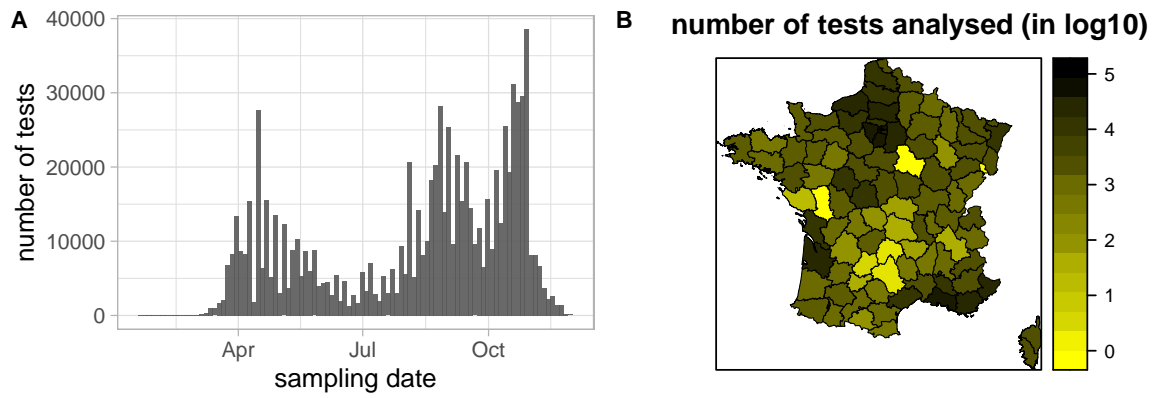 A
number of tests
40000
30000
20000
10000
0
Apr Jul Oct
sampling date
B
number of tests analysed (in log10)
5
4
3
2
1
0